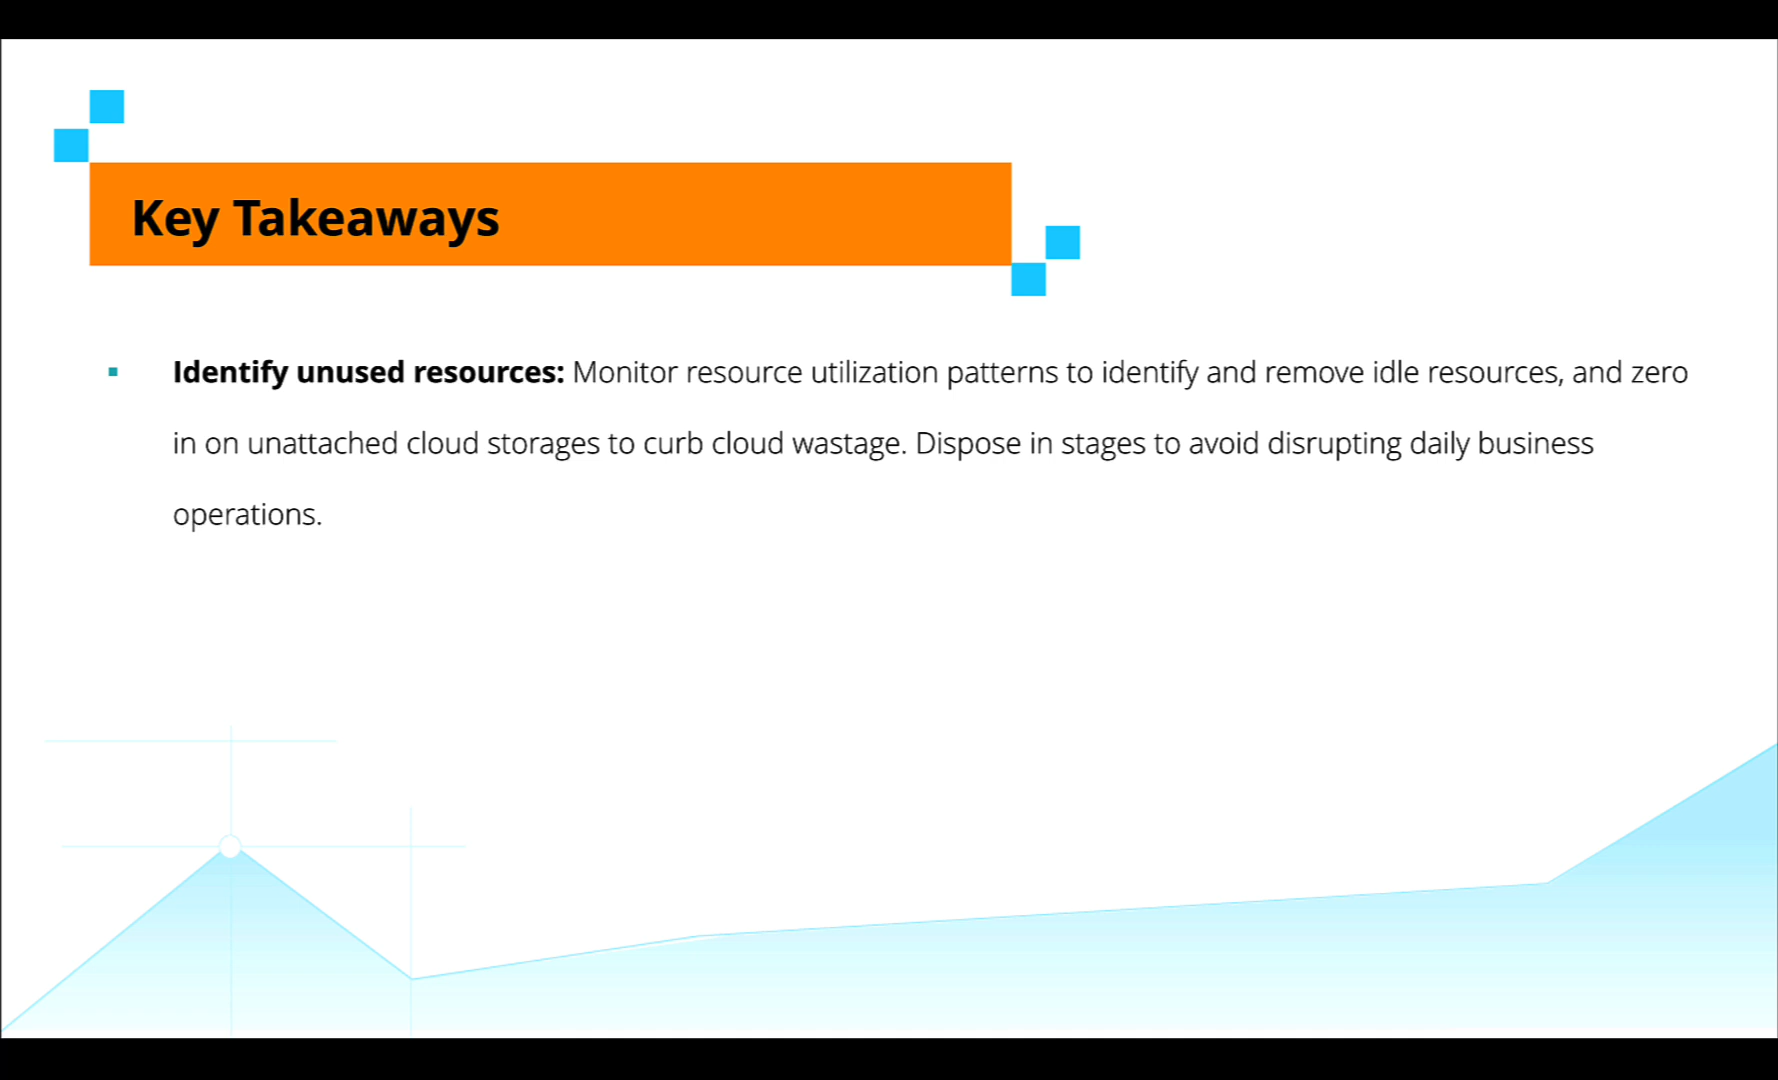 Key Takeaways
Identify unused resources: Monitor resource utilization patterns to identify and remove idle resources, and zero
in on unattached cloud storages to curb cloud wastage. Dispose in stages to avoid disrupting daily business
operations.